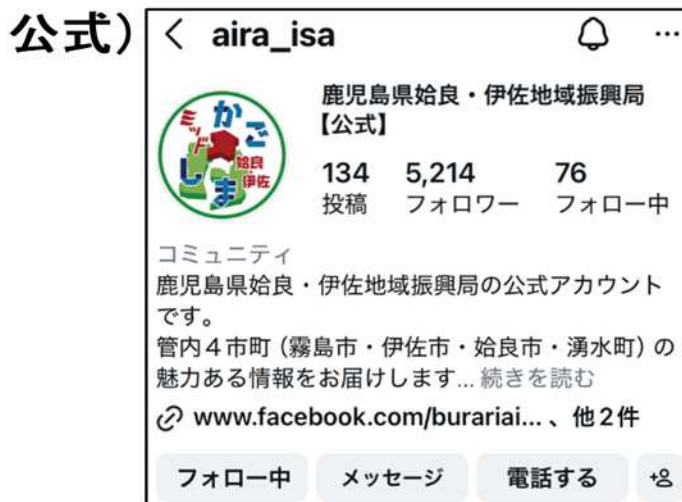 公式)
aira_isa
鹿児島県姶良・伊佐地域振興局
【公式】
ミッド
かごしま
姶良
伊佐
134 5,214 76
投稿 フォロワー フォロー中
コミュニティ
鹿児島県姶良・伊佐地域振興局の公式アカウント
です。
管内4市町(霧島市・伊佐市・姶良市・湧水町)の
魅力ある情報をお届けします... 続きを読む
www.facebook.com/burariai... 、他2件
フォロー中 メッセージ 電話する